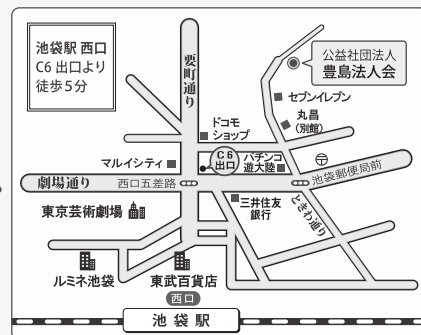 池袋駅 西口
C6 出口より
徒歩5分
要町通り
公益社団法人
豊島法人会
セブンイレブン
丸昌
(別館)
ドコモ
ショップ
マルイシティ
C6
出口
パチンコ
遊大陸
〒
劇場通り
西口五差路
池袋郵便局前
東京芸術劇場
三井住友
銀行
ときわ通り
ルミネ池袋
東武百貨店
西口
池袋駅